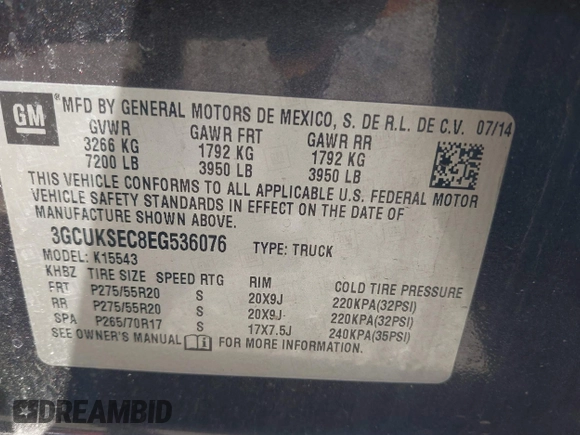 GM ®MFD BY GENERAL MOTORS DE MEXICO, S. DE R.L. DE C.V. 07/14
GVWR GAWR FRT GAWR RR
3266 KG 1792 KG 1792 KG
7200 LB 3950 LB 3950 LB
THIS VEHICLE CONFORMS TO ALL APPLICABLE U.S. FEDERAL MOTOR
VEHICLE SAFETY STANDARDS IN EFFECT ON THE DATE OF
MANUFACTURE SHOWN ABOVE.
3GCUKSEC8EG536076 TYPE: TRUCK
MODEL: K15543
KHBZ TIRE SIZE SPEED RTG RIM COLD TIRE PRESSURE
FRT P275/55R20 S 20X9J 220KPA(32PSI)
RR P275/55R20 S 20X9J 220KPA(32PSI)
SPA P265/70R17 S 17X7.5J 240KPA(35PSI)
SEE OWNER'S MANUAL i FOR MORE INFORMATION.
DREAMBID